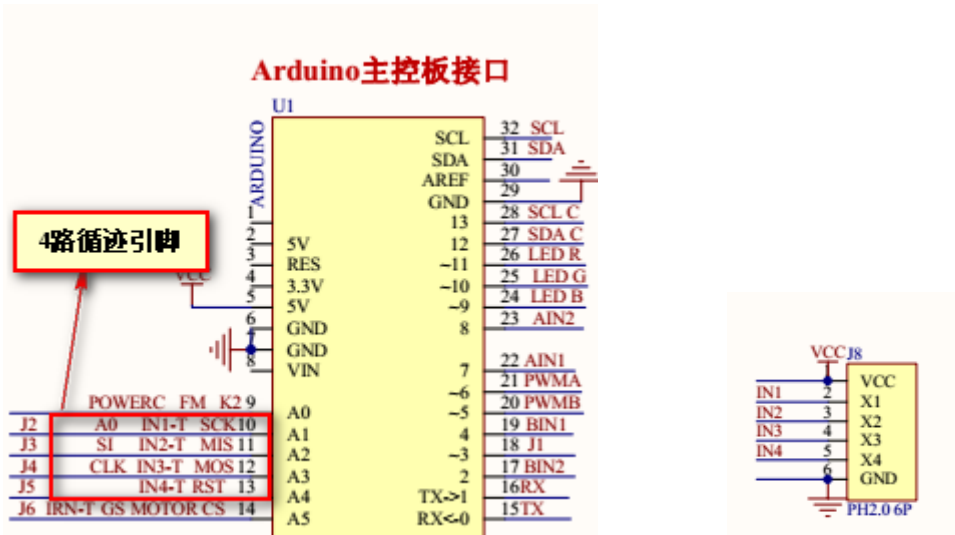 Arduino主控板接口
U1
ARDUINO
4路循迹引脚
VCC
1
2 5V
3 RES
4 3.3V
5 5V
6 GND
7 GND
8 VIN
POWERC FM K2 9 A0
J2 A0 IN1-T SCK 10 A1
J3 SI IN2-T MIS 11 A2
J4 CLK IN3-T MOS 12 A3
J5 IN4-T RST 13 A4
J6 IRN-T GS MOTOR CS 14 A5
SCL 32 SCL
SDA 31 SDA
AREF 30
GND 29
13 28 SCL C
12 27 SDA C
~11 26 LED R
~10 25 LED G
~9 24 LED B
8 23 AIN2
7 22 AIN1
~6 21 PWMA
~5 20 PWMB
4 19 BIN1
~3 18 J1
2 17 BIN2
TX->1 16 RX
RX<-0 15 TX
VCC J8
VCC
IN1 2 X1
IN2 3 X2
IN3 4 X3
IN4 5 X4
6 GND
PH2.0 6P